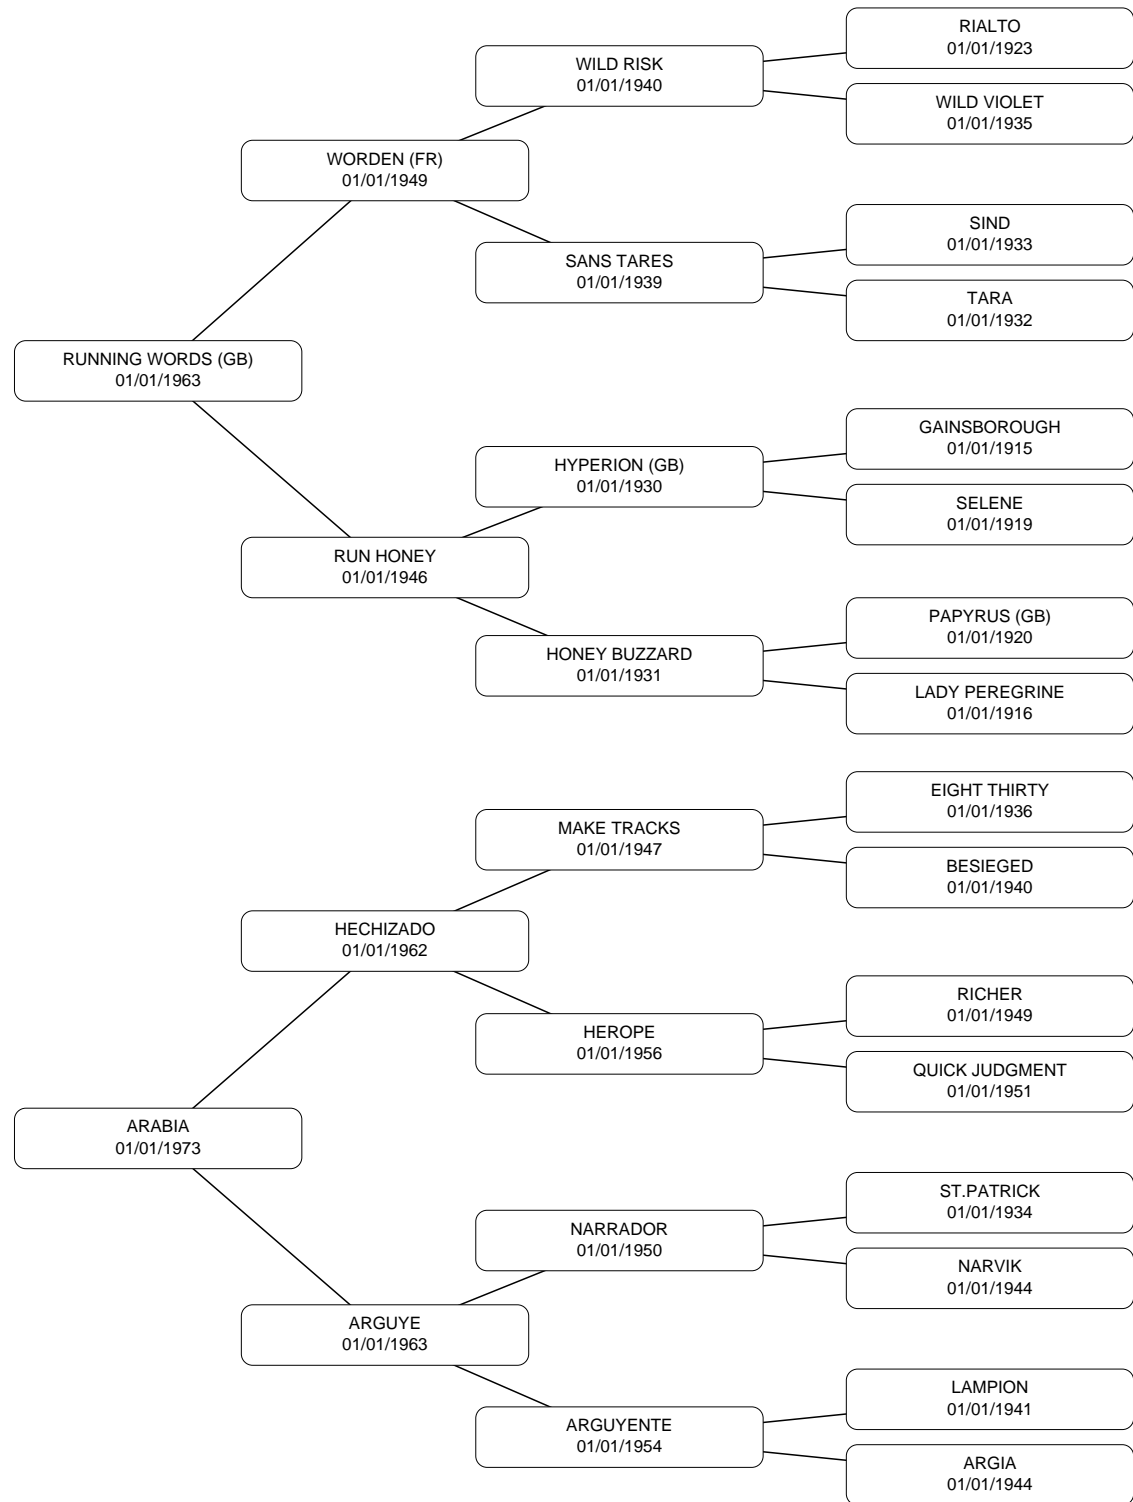 RIALTO
01/01/1923
WILD RISK
01/01/1940
WILD VIOLET
01/01/1935
WORDEN (FR)
01/01/1949
SIND
01/01/1933
SANS TARES
01/01/1939
TARA
01/01/1932
RUNNING WORDS (GB)
01/01/1963
GAINSBOROUGH
01/01/1915
HYPERION (GB)
01/01/1930
SELENE
01/01/1919
RUN HONEY
01/01/1946
PAPYRUS (GB)
01/01/1920
HONEY BUZZARD
01/01/1931
LADY PEREGRINE
01/01/1916
EIGHT THIRTY
01/01/1936
MAKE TRACKS
01/01/1947
BESIEGED
01/01/1940
HECHIZADO
01/01/1962
RICHER
01/01/1949
HEROPE
01/01/1956
QUICK JUDGMENT
01/01/1951
ARABIA
01/01/1973
ST.PATRICK
01/01/1934
NARRADOR
01/01/1950
NARVIK
01/01/1944
ARGUYE
01/01/1963
LAMPION
01/01/1941
ARGUYENTE
01/01/1954
ARGIA
01/01/1944